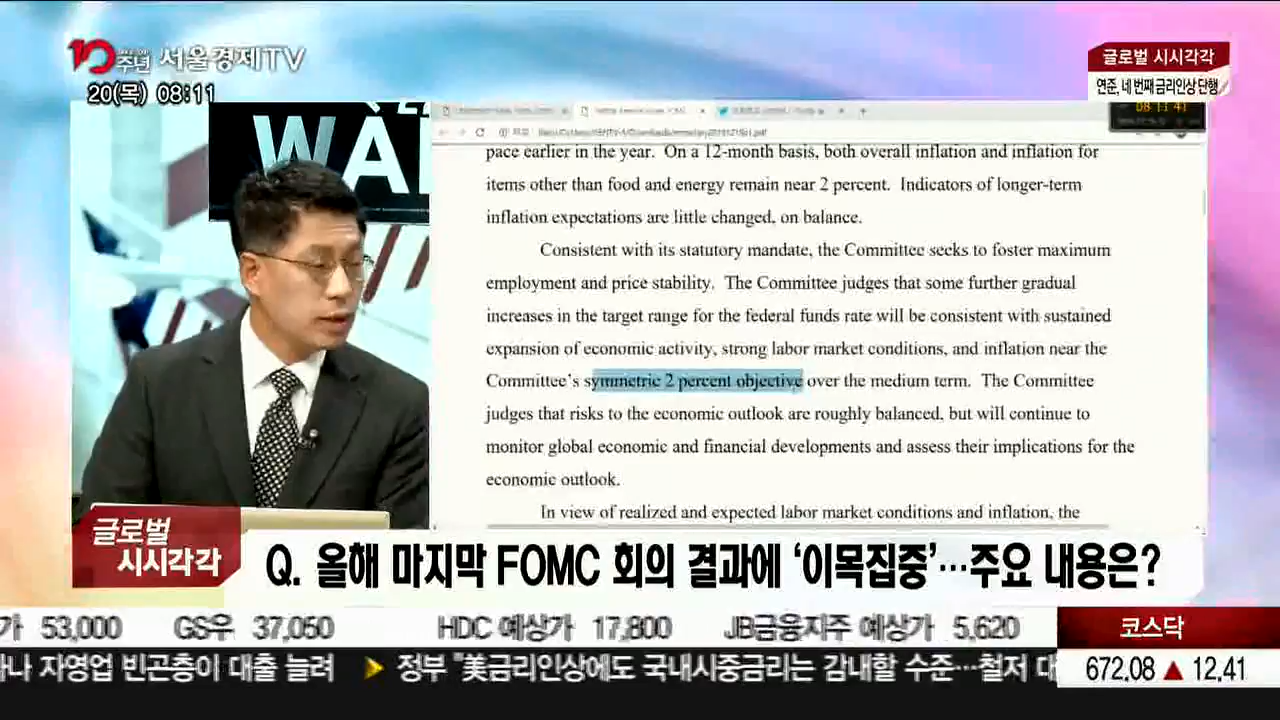 10주년 서울경제TV
20(목) 08:11
글로벌 시시각각
연준, 네 번째 금리인상 단행
08:11:41
WA
pace earlier in the year. On a 12-month basis, both overall inflation and inflation for
items other than food and energy remain near 2 percent. Indicators of longer-term
inflation expectations are little changed, on balance.
Consistent with its statutory mandate, the Committee seeks to foster maximum
employment and price stability. The Committee judges that some further gradual
increases in the target range for the federal funds rate will be consistent with sustained
expansion of economic activity, strong labor market conditions, and inflation near the
Committee's symmetric 2 percent objective over the medium term. The Committee
judges that risks to the economic outlook are roughly balanced, but will continue to
monitor global economic and financial developments and assess their implications for the
economic outlook.
In view of realized and expected labor market conditions and inflation, the
글로벌
시시각각
Q. 올해 마지막 FOMC 회의 결과에 ‘이목집중’…주요 내용은?
가 53,000 GS우 37,050 HDC 예상가 17,800 JB금융지주 예상가 5,620
코스닥
나 자영업 빈곤층이 대출 늘려 ▶ 정부 "美금리인상에도 국내시중금리는 감내할 수준…철저 대
672.08 ▲ 12.41